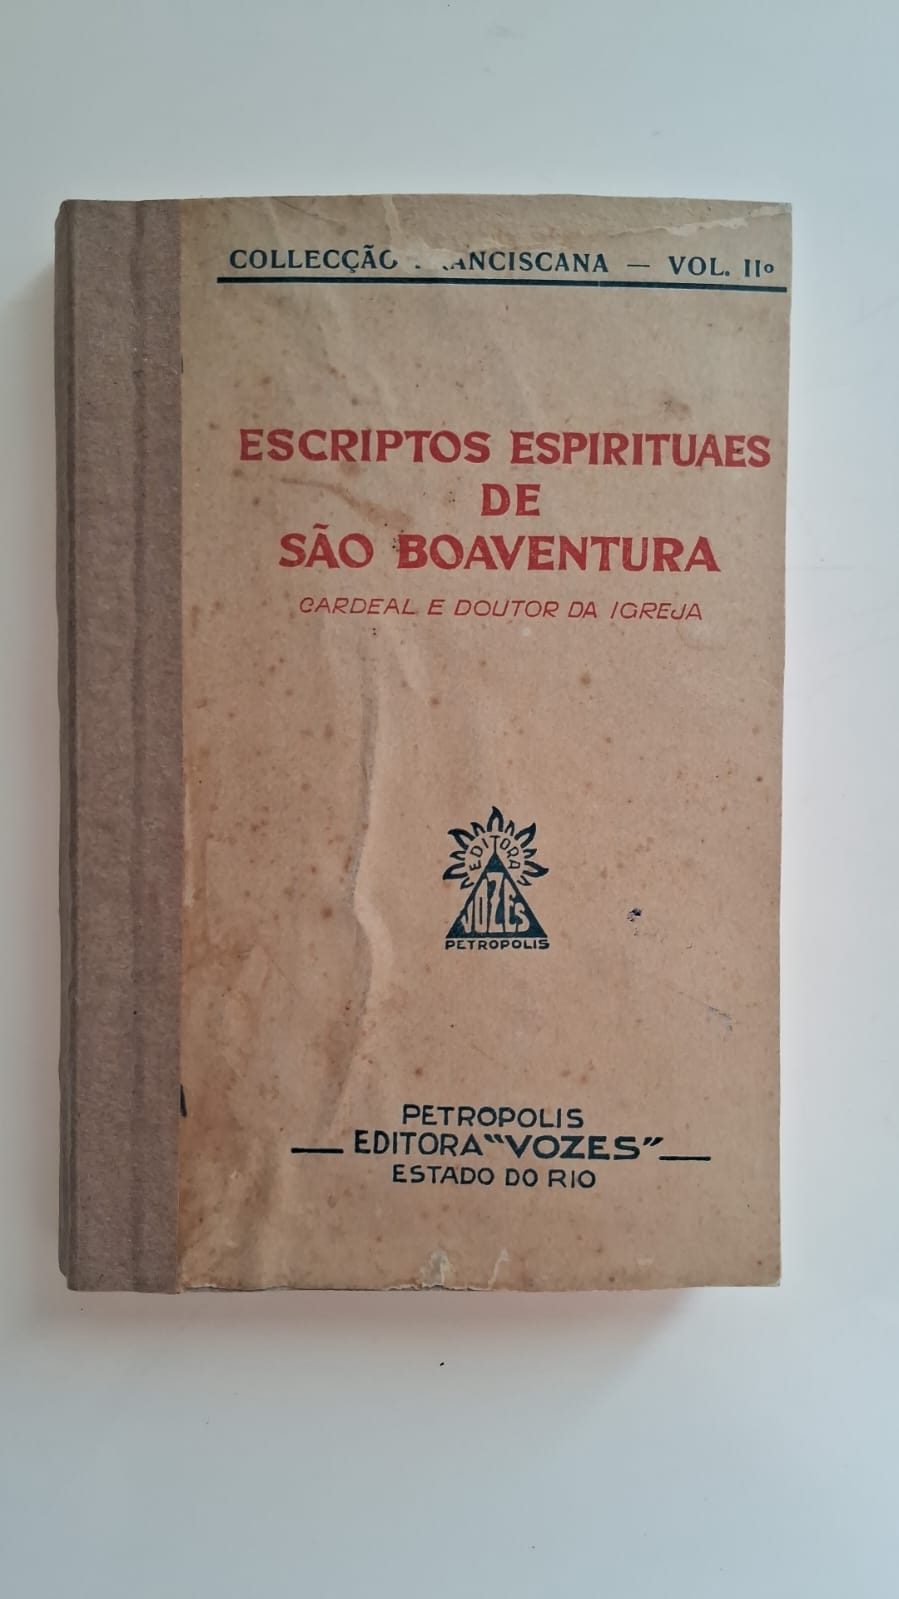 COLLECÇÃO FRANCISCANA — VOL. IIº
ESCRIPTOS ESPIRITUAES
DE
SÃO BOAVENTURA
CARDEAL E DOUTOR DA IGREJA
EDITORA
VOZES
PETROPOLIS
PETROPOLIS
EDITORA "VOZES"
ESTADO DO RIO